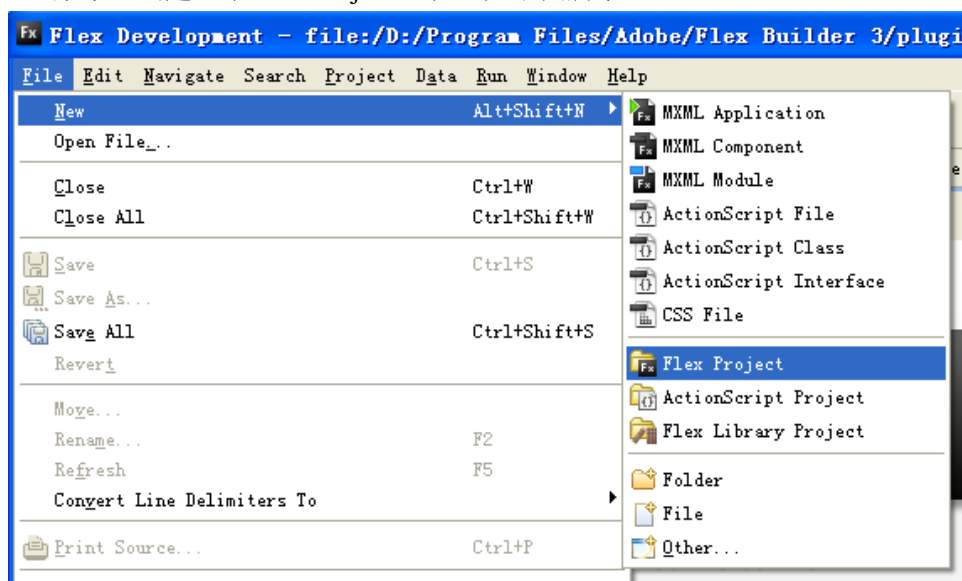 Fx Flex Development - file:/D:/Program Files/Adobe/Flex Builder 3/plugi
File Edit Navigate Search Project Data Run Window Help
New Alt+Shift+N
Open File...
Close Ctrl+W
Close All Ctrl+Shift+W
Save Ctrl+S
Save As...
Save All Ctrl+Shift+S
Revert
Move...
Rename... F2
Refresh F5
Convert Line Delimiters To
Print Source... Ctrl+P
MXML Application
MXML Component
MXML Module
ActionScript File
ActionScript Class
ActionScript Interface
CSS File
Flex Project
ActionScript Project
Flex Library Project
Folder
File
Other...